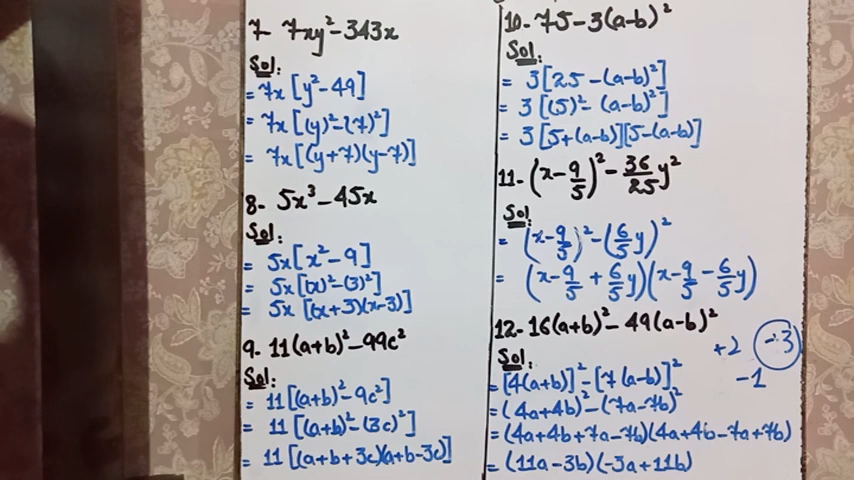 7- 7xy² - 343x
Sol:
= 7x [y² - 49]
= 7x [(y)² - (7)²]
= 7x [(y+7)(y-7)]
8- 5x³ - 45x
Sol:
= 5x [x² - 9]
= 5x [(x)² - (3)²]
= 5x [(x+3)(x-3)]
9- 11(a+b)² - 99c²
Sol:
= 11 [(a+b)² - 9c²]
= 11 [(a+b)² - (3c)²]
= 11 [(a+b+3c)(a+b-3c)]
10- 75 - 3(a-b)²
Sol:
= 3[25 - (a-b)²]
= 3 [(5)² - (a-b)²]
= 3 [5+(a-b)][5-(a-b)]
11- (x - 9/5)² - 36/25 y²
Sol:
= (x - 9/5)² - (6/5 y)²
= (x - 9/5 + 6/5 y)(x - 9/5 - 6/5 y)
12- 16(a+b)² - 49(a-b)²
+2 -3
-1
Sol:
= [4(a+b)]² - [7(a-b)]²
= (4a+4b)² - (7a-7b)²
= (4a+4b+7a-7b)(4a+4b-7a+7b)
= (11a-3b)(-3a+11b)